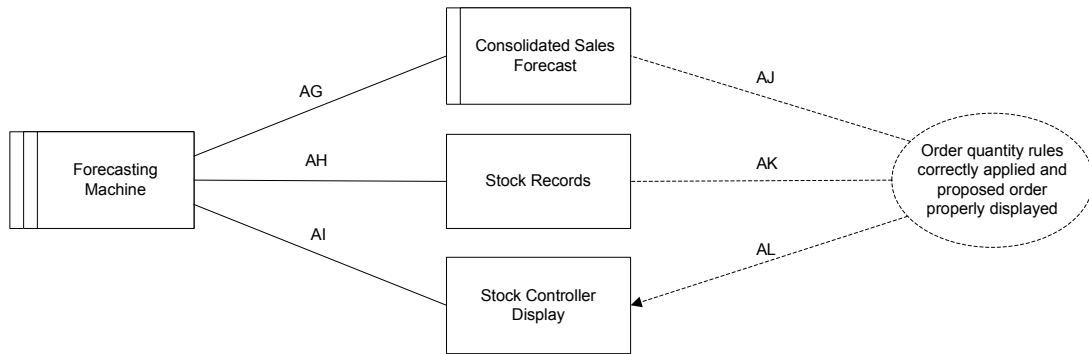 Consolidated Sales
Forecast
AG
AJ
Forecasting
Machine
AH
Stock Records
AK
Order quantity rules
correctly applied and
proposed order
properly displayed
AI
AL
Stock Controller
Display